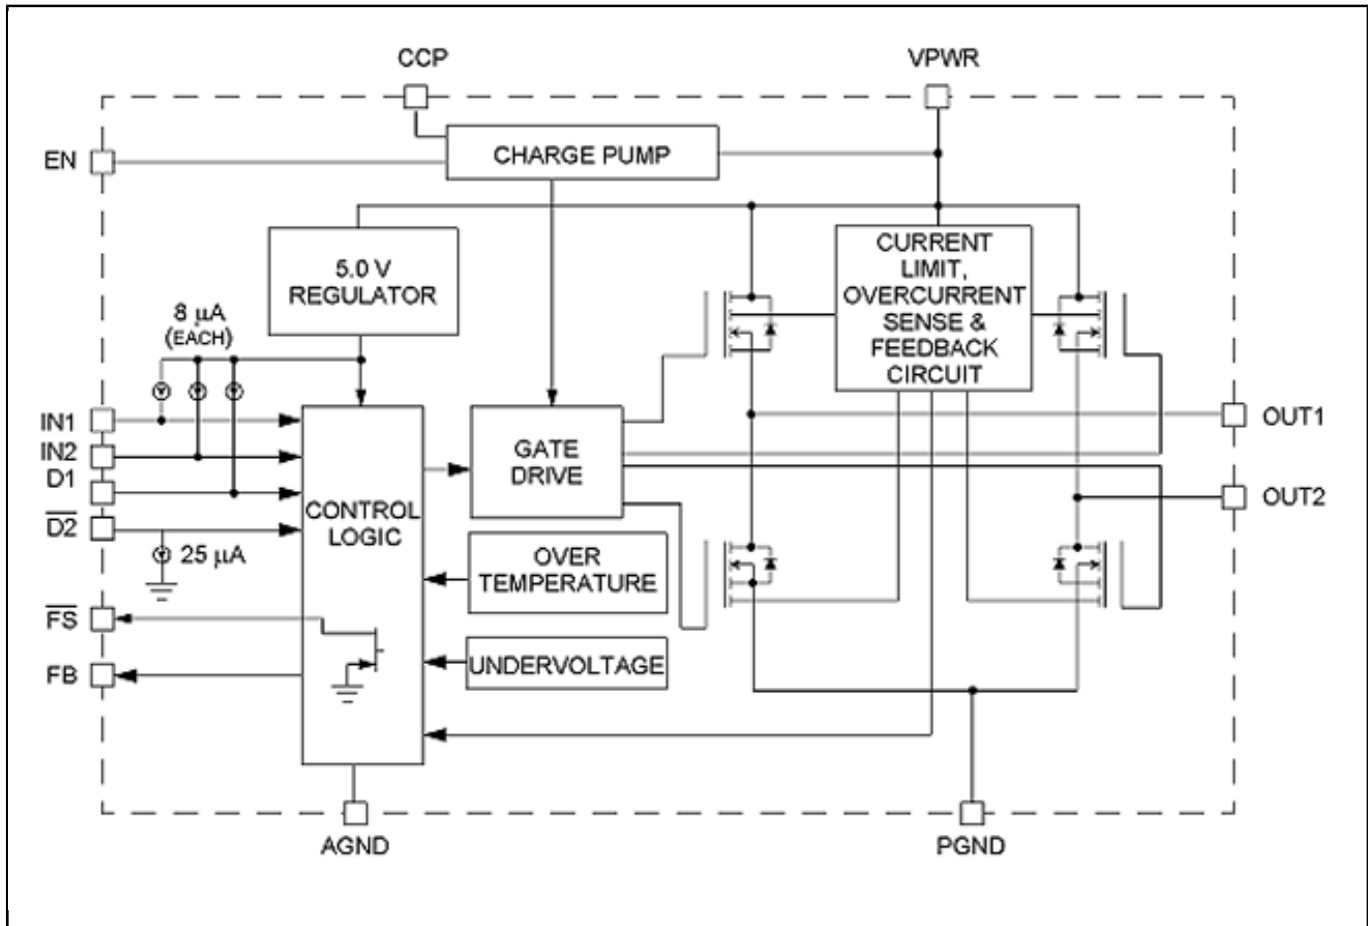 CCP
VPWR
EN
CHARGE PUMP
5.0 V
REGULATOR
CURRENT
LIMIT,
OVERCURRENT
SENSE &
FEEDBACK
CIRCUIT
8 μA
(EACH)
IN1
IN2
D1
D2
25 μA
FS
FB
CONTROL
LOGIC
GATE
DRIVE
OVER
TEMPERATURE
UNDERVOLTAGE
OUT1
OUT2
AGND
PGND